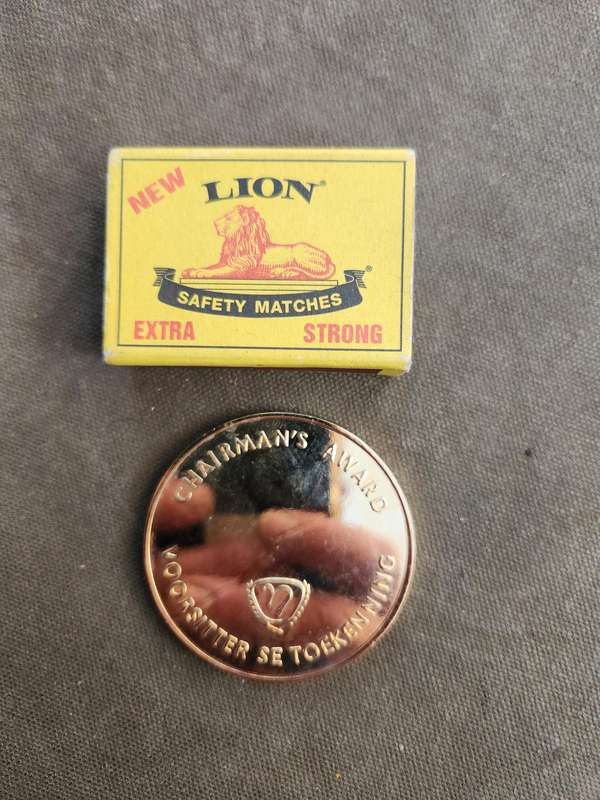 NEW
LION®
®
SAFETY MATCHES
EXTRA STRONG
CHAIRMAN'S AWARD
VOORSITTER SE TOEKENNING